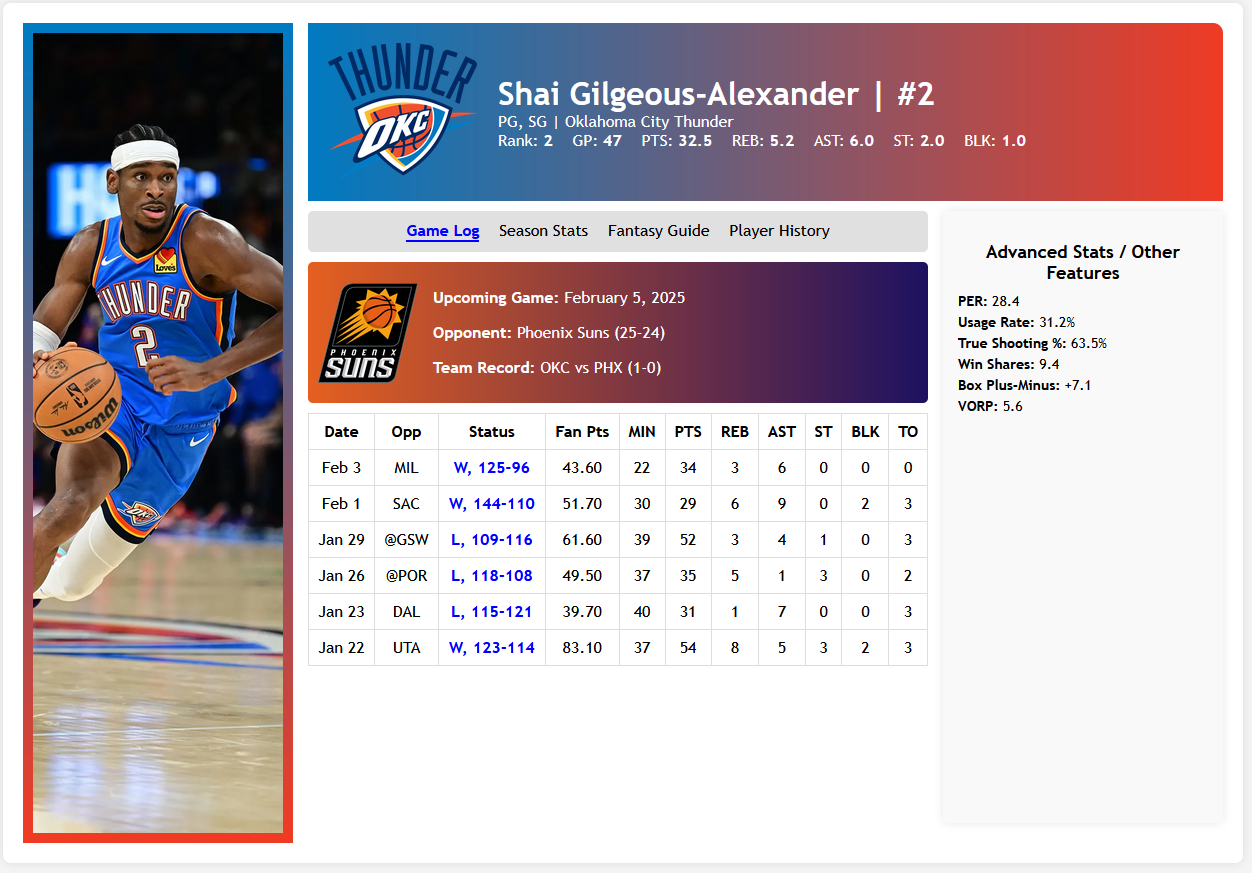 THUNDER
OKC
Shai Gilgeous-Alexander | #2
PG, SG | Oklahoma City Thunder
Rank: 2 GP: 47 PTS: 32.5 REB: 5.2 AST: 6.0 ST: 2.0 BLK: 1.0
Love's
THUNDER
2
Wilson
Game Log Season Stats Fantasy Guide Player History
PHOENIX
SUNS
Upcoming Game: February 5, 2025
Opponent: Phoenix Suns (25-24)
Team Record: OKC vs PHX (1-0)
Date Opp Status Fan Pts MIN PTS REB AST ST BLK TO
Feb 3 MIL W, 125-96 43.60 22 34 3 6 0 0 0
Feb 1 SAC W, 144-110 51.70 30 29 6 9 0 2 3
Jan 29 @GSW L, 109-116 61.60 39 52 3 4 1 0 3
Jan 26 @POR L, 118-108 49.50 37 35 5 1 3 0 2
Jan 23 DAL L, 115-121 39.70 40 31 1 7 0 0 3
Jan 22 UTA W, 123-114 83.10 37 54 8 5 3 2 3
Advanced Stats / Other
Features
PER: 28.4
Usage Rate: 31.2%
True Shooting %: 63.5%
Win Shares: 9.4
Box Plus-Minus: +7.1
VORP: 5.6